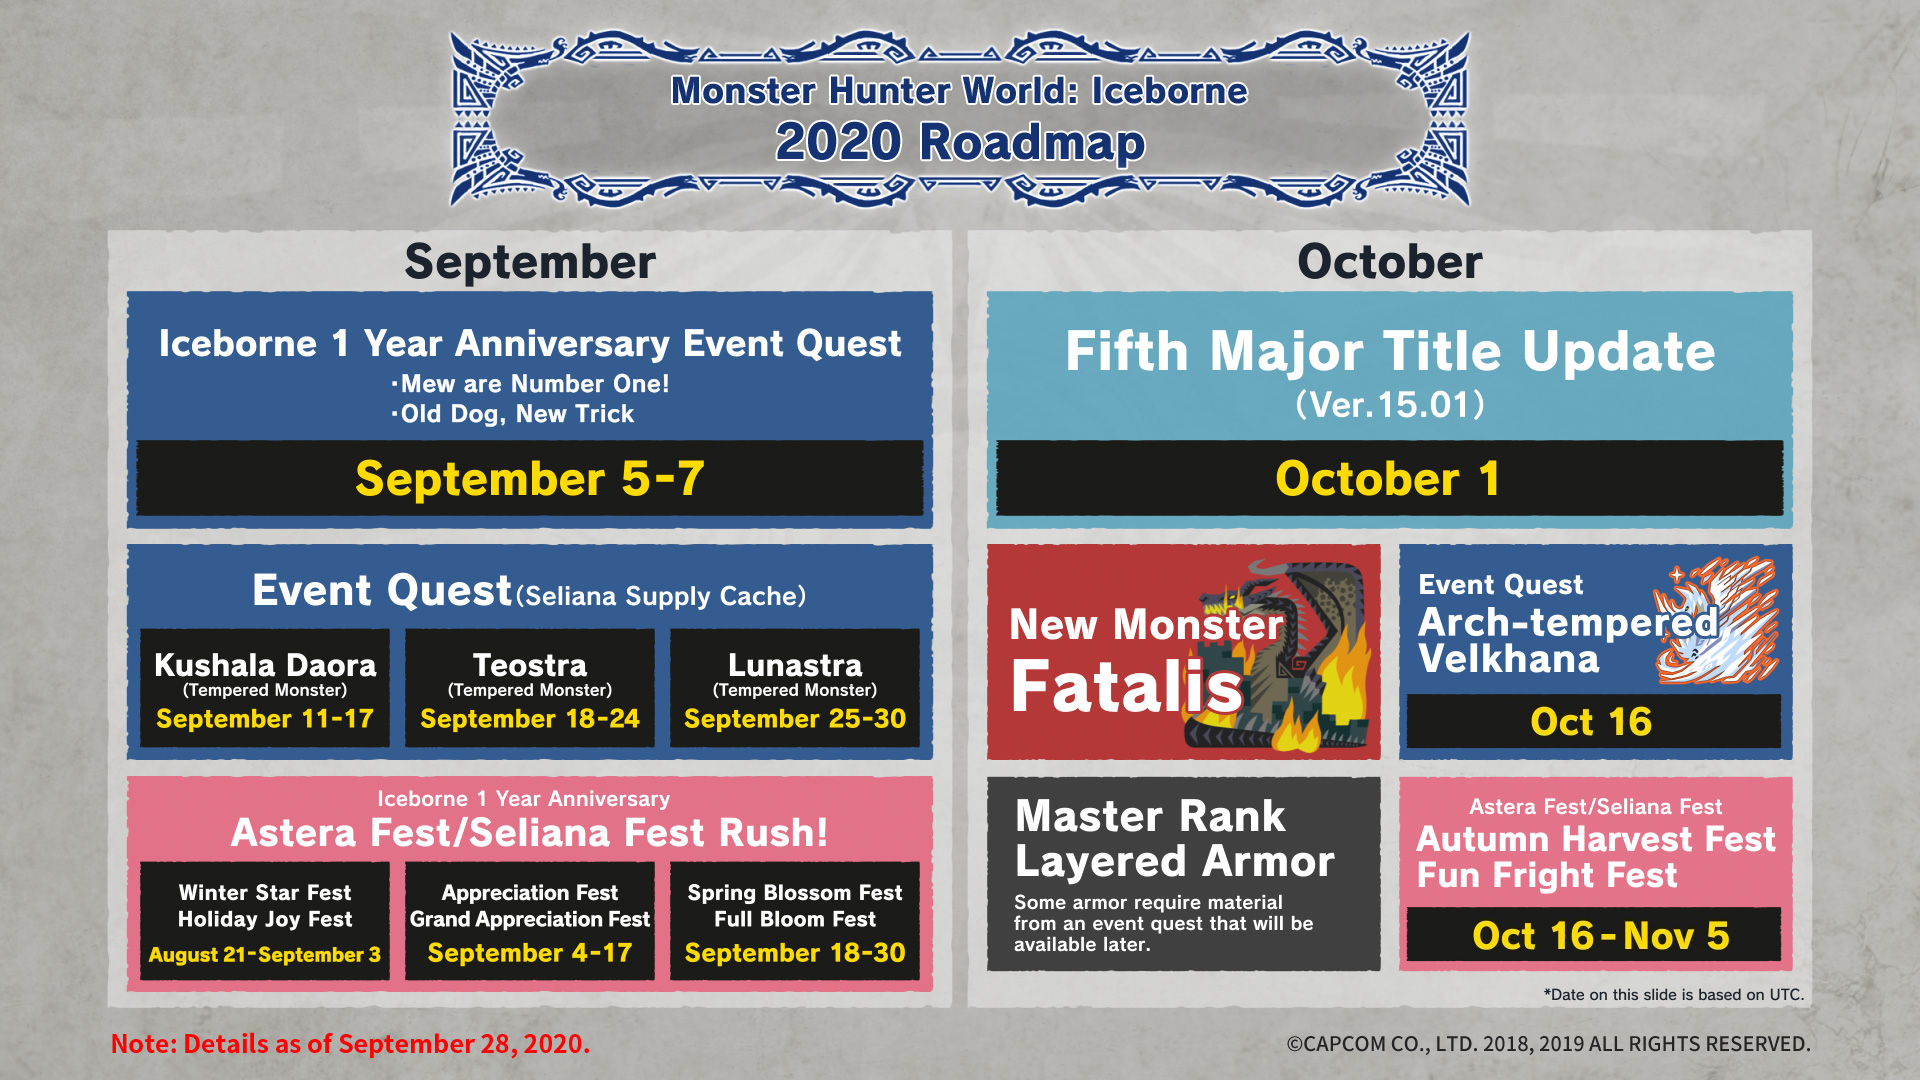 Monster Hunter World: Iceborne
2020 Roadmap
September
Iceborne 1 Year Anniversary Event Quest
·Mew are Number One!
·Old Dog, New Trick
September 5-7
Event Quest(Seliana Supply Cache)
Kushala Daora
(Tempered Monster)
September 11-17
Teostra
(Tempered Monster)
September 18-24
Lunastra
(Tempered Monster)
September 25-30
Iceborne 1 Year Anniversary
Astera Fest/Seliana Fest Rush!
Winter Star Fest
Holiday Joy Fest
August 21-September 3
Appreciation Fest
Grand Appreciation Fest
September 4-17
Spring Blossom Fest
Full Bloom Fest
September 18-30
October
Fifth Major Title Update
(Ver.15.01)
October 1
New Monster
Fatalis
Event Quest
Arch-tempered
Velkhana
Oct 16
Master Rank
Layered Armor
Some armor require material
from an event quest that will be
available later.
Astera Fest/Seliana Fest
Autumn Harvest Fest
Fun Fright Fest
Oct 16-Nov 5
*Date on this slide is based on UTC.
Note: Details as of September 28, 2020.
©CAPCOM CO., LTD. 2018, 2019 ALL RIGHTS RESERVED.